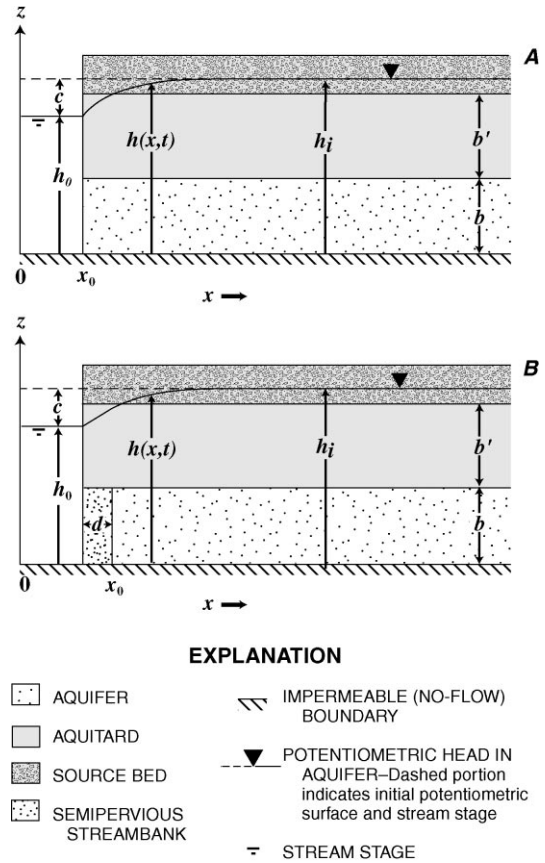 z
A
c
h(x,t)
hᵢ
b'
h₀
b
0
x₀
x
z
B
c
h(x,t)
hᵢ
b'
h₀
d
b
0
x₀
x
EXPLANATION
AQUIFER
AQUITARD
SOURCE BED
SEMIPERVIOUS
STREAMBANK
IMPERMEABLE (NO-FLOW)
BOUNDARY
POTENTIOMETRIC HEAD IN
AQUIFER–Dashed portion
indicates initial potentiometric
surface and stream stage
STREAM STAGE